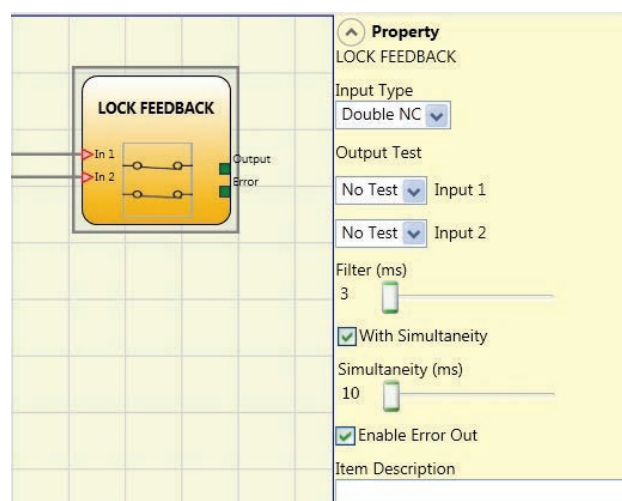 LOCK FEEDBACK
In 1
In 2
Output
Error
Property
LOCK FEEDBACK
Input Type
Double NC
Output Test
No Test Input 1
No Test Input 2
Filter (ms)
3
With Simultaneity
Simultaneity (ms)
10
Enable Error Out
Item Description